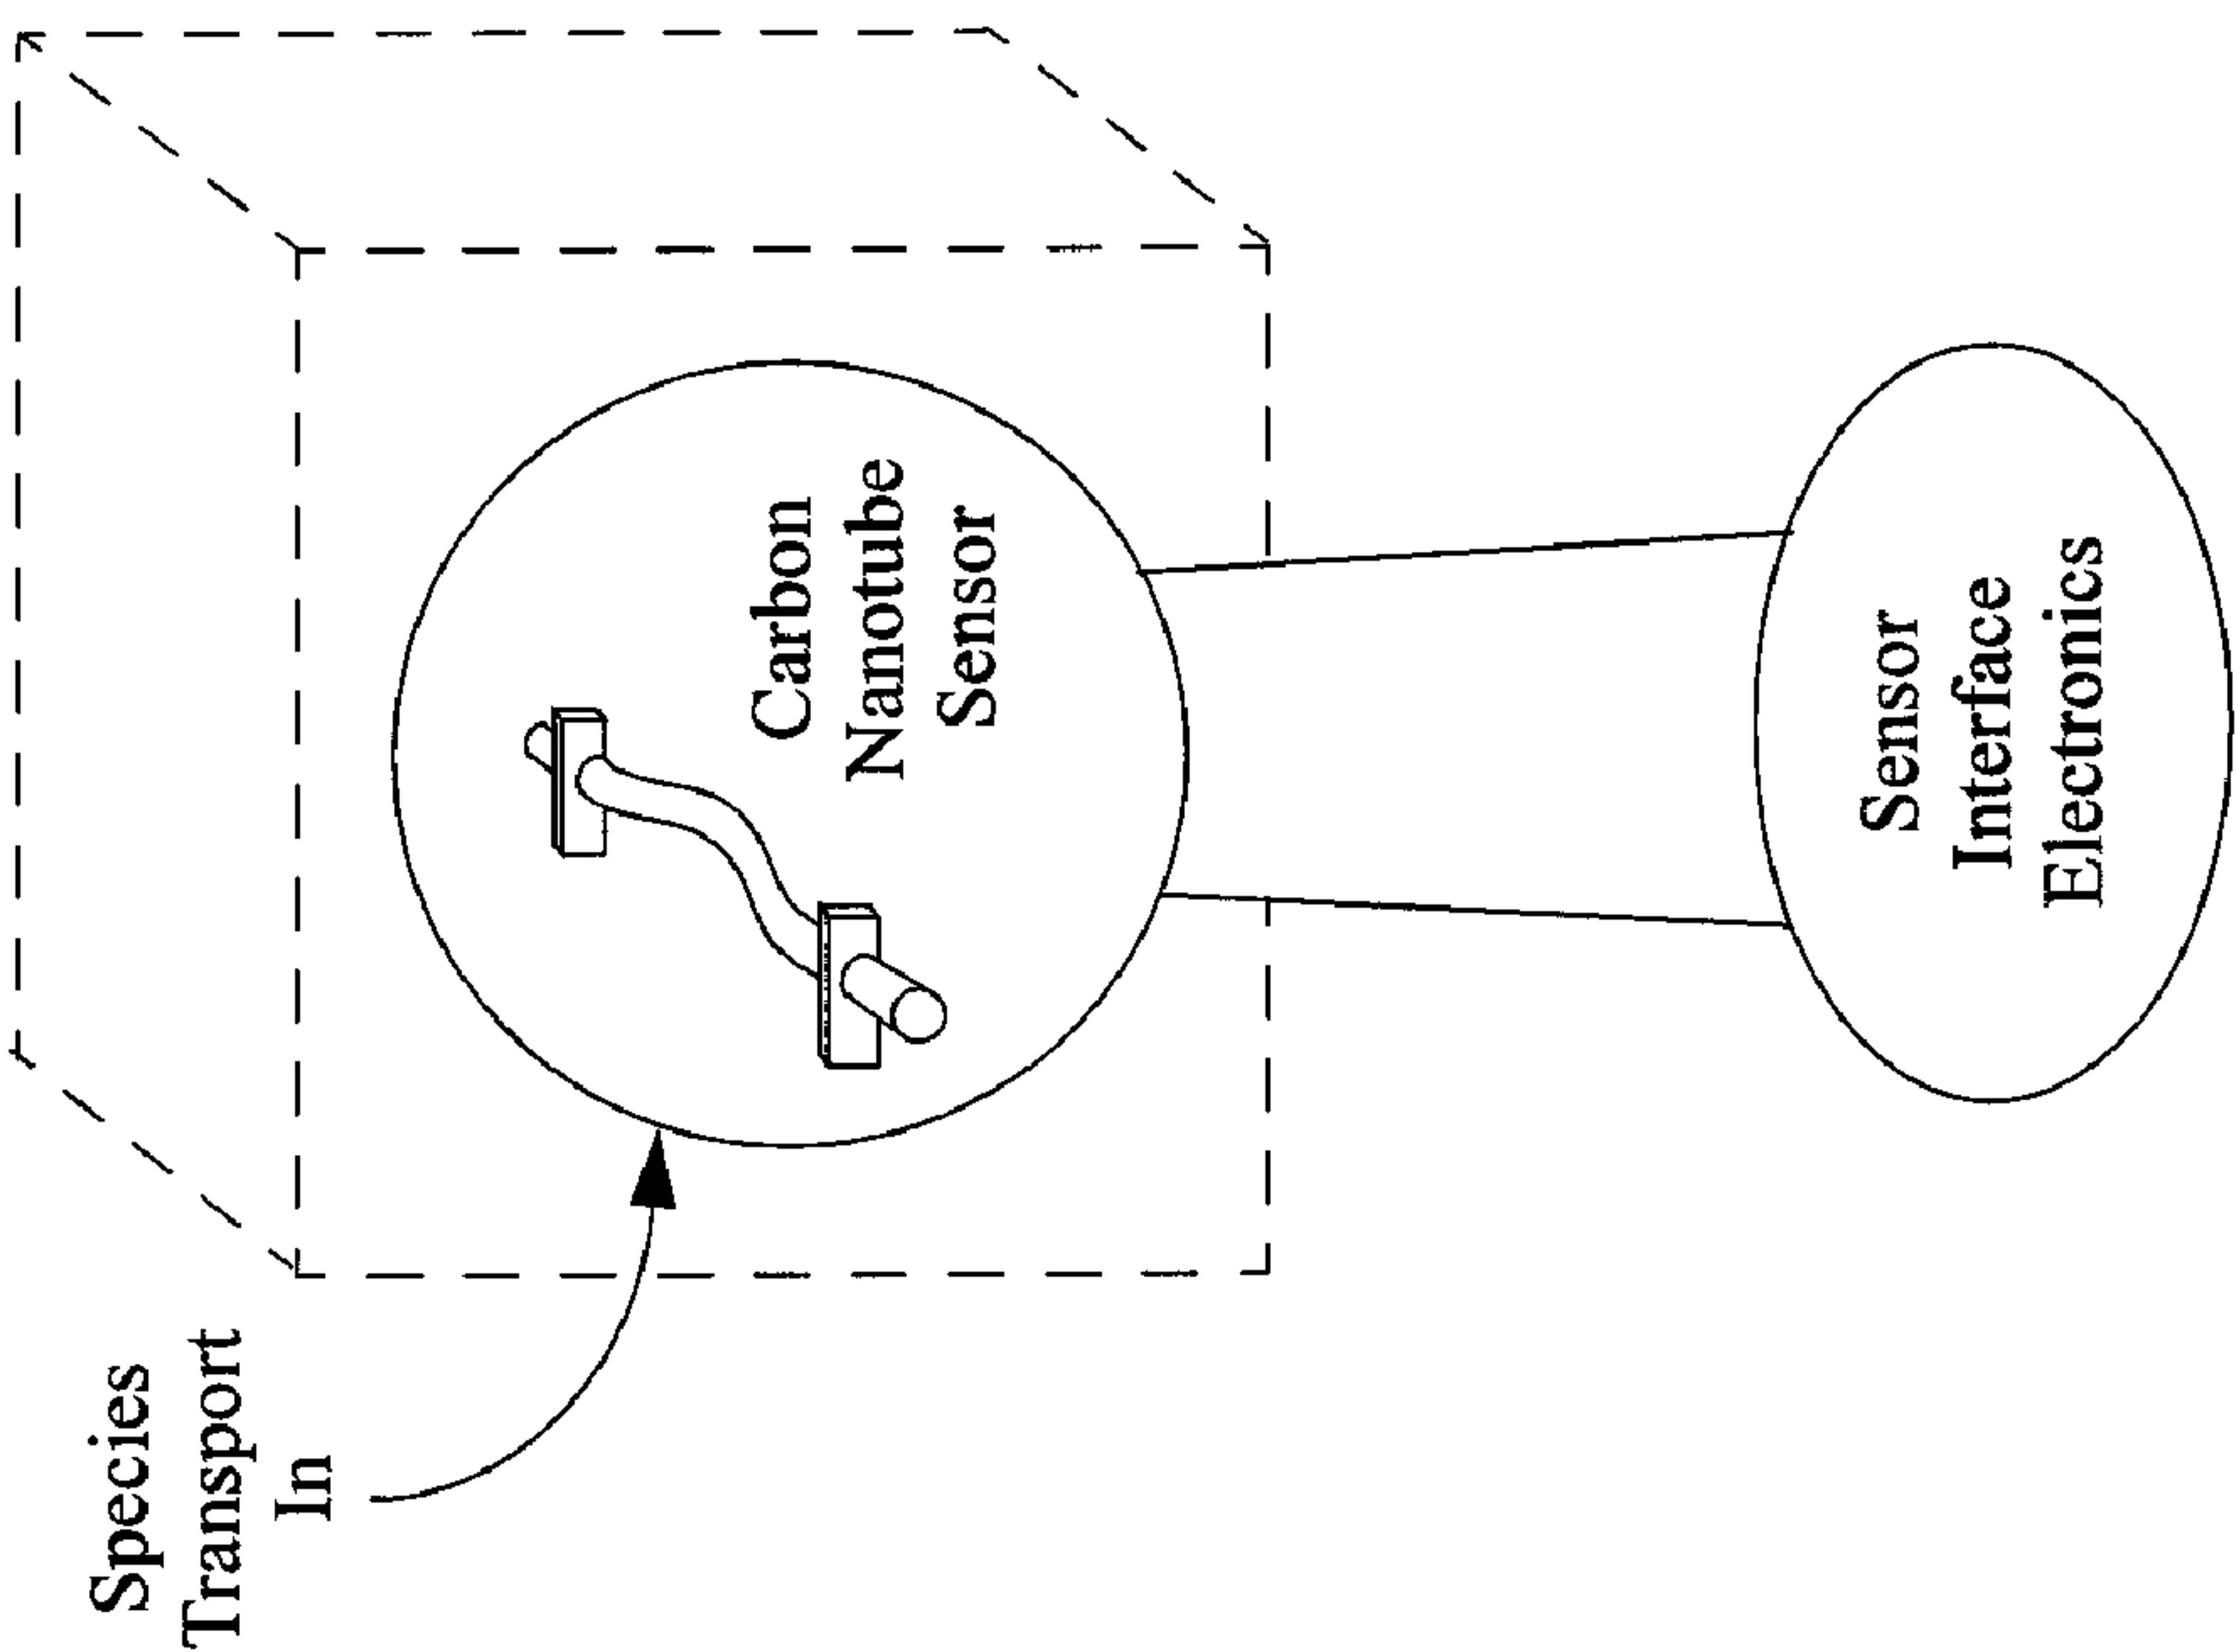 Species
Transport
In
Carbon
Nanotube
Sensor
Sensor
Interface
Electronics